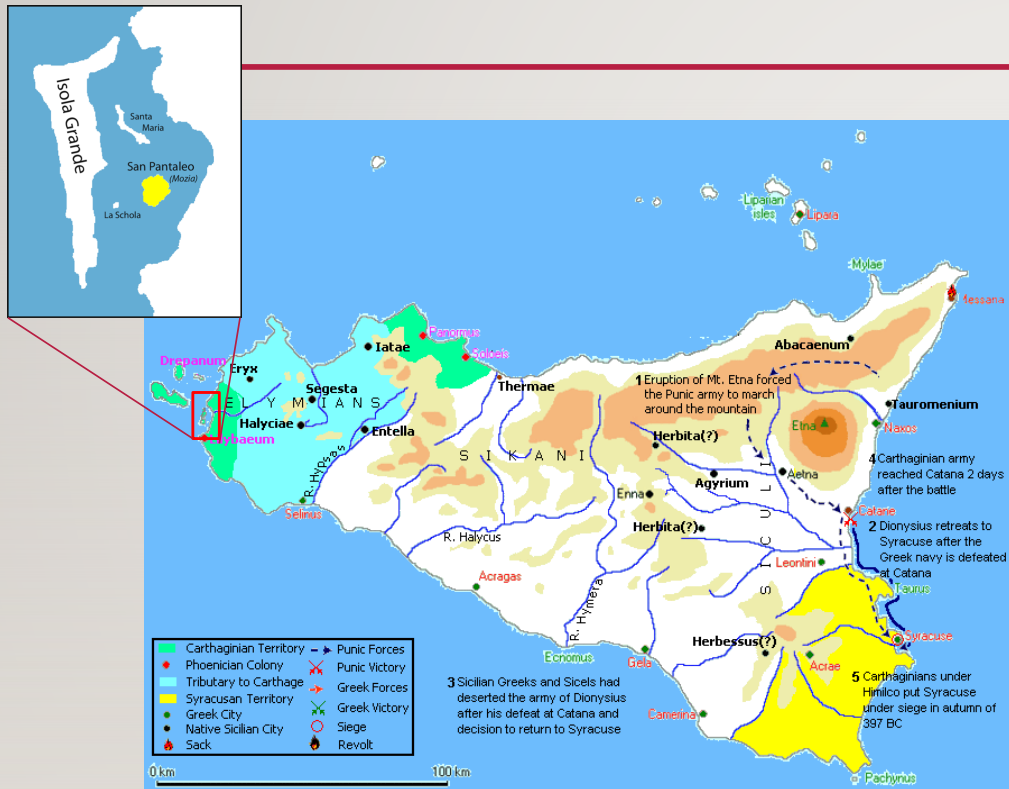 Isola Grande
Santa
Maria
San Pantaleo
(Mozia)
La Schola
Liparian
isles
Lipara
Mylae
Messana
Panormus
Soloeis
Drepanum
Eryx
Iatae
Abacaenum
Thermae
Segesta
ELYMIANS
Halyciae
Entella
Lilybaeum
R. Hypsas
Selinus
SIKANI
1 Eruption of Mt. Etna forced
the Punic army to march
around the mountain
Tauromenium
Etna
Naxos
Herbita(?)
Agyrium
Aetna
4 Carthaginian army
reached Catana 2 days
after the battle
Enna
Catane
SICULI
Herbita(?)
2 Dionysius retreats to
Syracuse after the
Greek navy is defeated
at Catana
R. Halycus
Leontini
Taurus
Acragas
R. Hymera
Syracuse
Herbessus(?)
Ecnomus
Gela
Acrae
5 Carthaginians under
Himilco put Syracuse
under siege in autumn of
397 BC
3 Sicilian Greeks and Sicels had
deserted the army of Dionysius
after his defeat at Catana and
decision to return to Syracuse
Camerina
Pachynus
Carthaginian Territory
Phoenician Colony
Tributary to Carthage
Syracusan Territory
Greek City
Native Sicilian City
Sack
Punic Forces
Punic Victory
Greek Forces
Greek Victory
Siege
Revolt
0 km
100 km